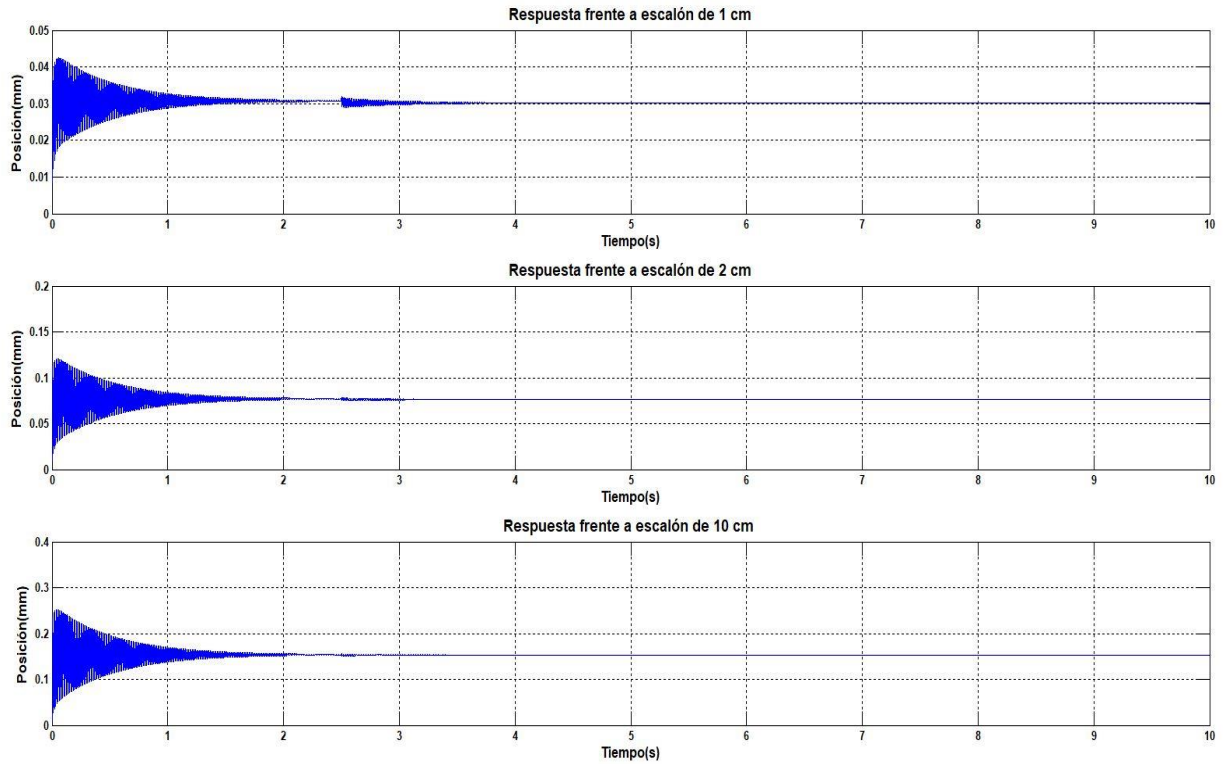 Respuesta frente a escalón de 1 cm
Posición(mm)
0.05
0.04
0.03
0.02
0.01
0
0 1 2 3 4 5 6 7 8 9 10
Tiempo(s)
Respuesta frente a escalón de 2 cm
Posición(mm)
0.2
0.15
0.1
0.05
0
0 1 2 3 4 5 6 7 8 9 10
Tiempo(s)
Respuesta frente a escalón de 10 cm
Posición(mm)
0.4
0.3
0.2
0.1
0
0 1 2 3 4 5 6 7 8 9 10
Tiempo(s)